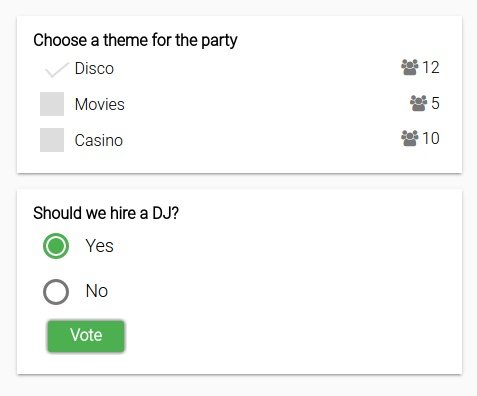 Choose a theme for the party
Disco 12
Movies 5
Casino 10
Should we hire a DJ?
Yes
No
Vote